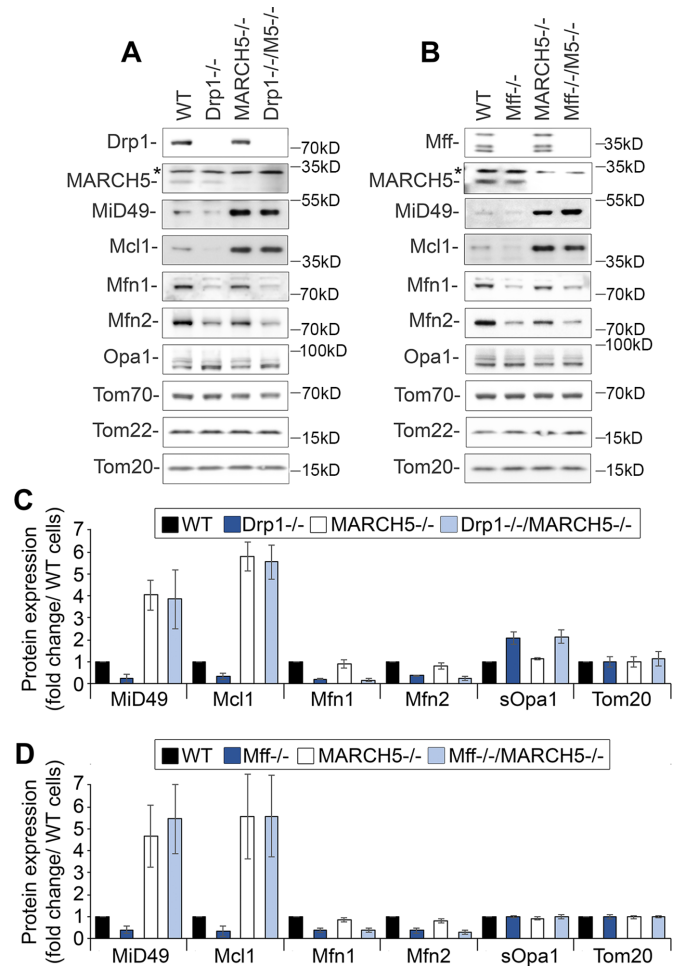 A
WT
Drp1-/-
MARCH5-/-
Drp1-/-/M5-/-
Drp1-
–70kD
*
–35kD
MARCH5-
MiD49-
–55kD
Mcl1-
–35kD
Mfn1-
–70kD
Mfn2-
–70kD
Opa1-
–100kD
Tom70-
–70kD
Tom22-
–15kD
Tom20-
–15kD
B
WT
Mff-/-
MARCH5-/-
Mff-/-/M5-/-
Mff-
–35kD
*
–35kD
MARCH5-
MiD49-
–55kD
Mcl1-
–35kD
Mfn1-
–70kD
Mfn2-
–70kD
Opa1-
–100kD
Tom70-
–70kD
Tom22-
–15kD
Tom20-
–15kD
C
WT Drp1-/- MARCH5-/- Drp1-/-/MARCH5-/-
Protein expression
(fold change/ WT cells)
7
6
5
4
3
2
1
0
MiD49 Mcl1 Mfn1 Mfn2 sOpa1 Tom20
D
WT Mff-/- MARCH5-/- Mff-/-/MARCH5-/-
Protein expression
(fold change/ WT cells)
7
6
5
4
3
2
1
0
MiD49 Mcl1 Mfn1 Mfn2 sOpa1 Tom20